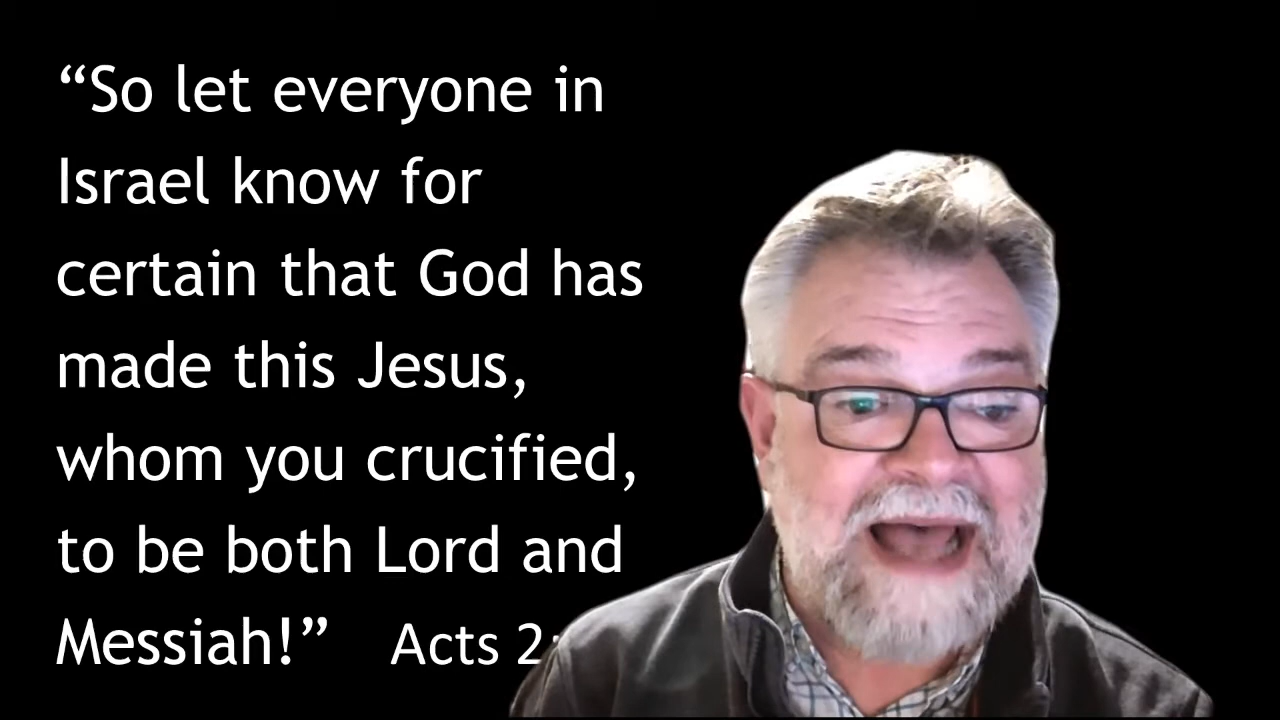 “So let everyone in
Israel know for
certain that God has
made this Jesus,
whom you crucified,
to be both Lord and
Messiah!” Acts 2: